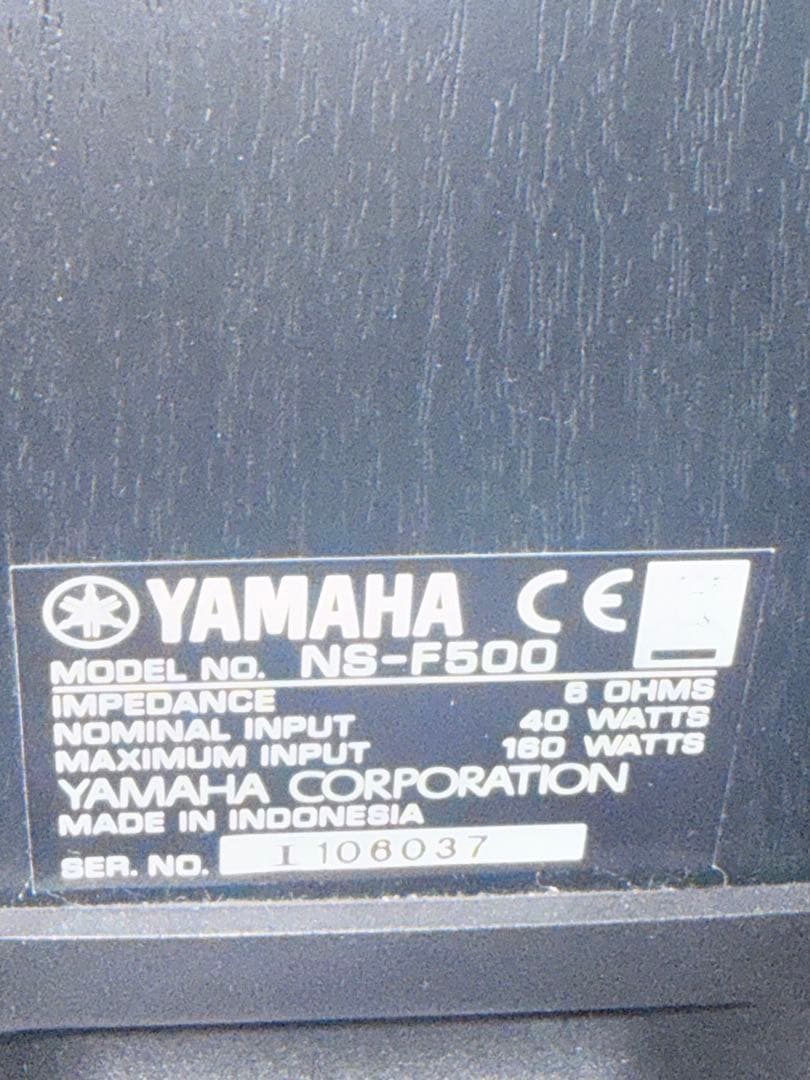 YAMAHA CE
MODEL NO. NS-F500
IMPEDANCE 6 OHMS
NOMINAL INPUT 40 WATTS
MAXIMUM INPUT 160 WATTS
YAMAHA CORPORATION
MADE IN INDONESIA
SER. NO. I 106037